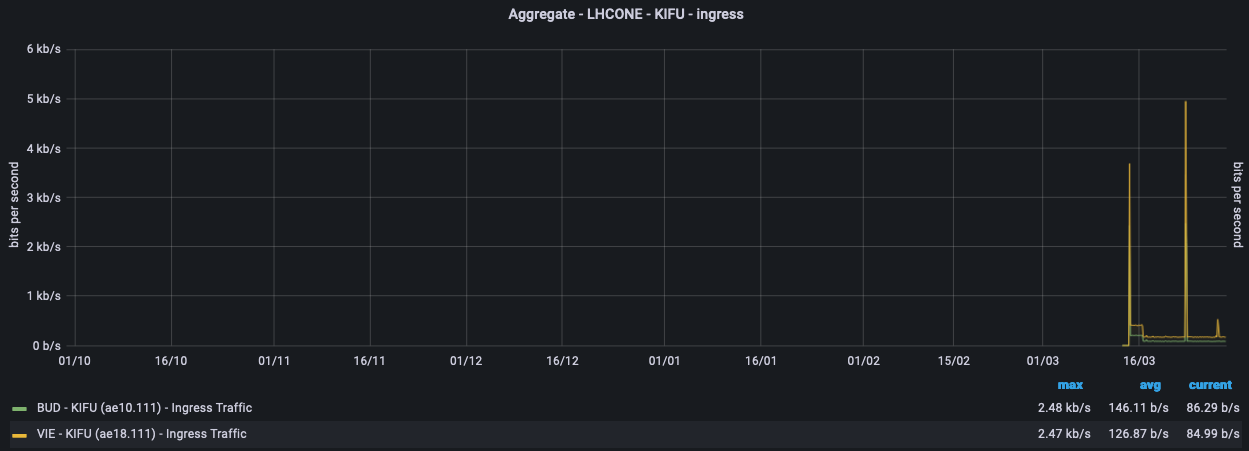 Aggregate - LHCONE - KIFU - ingress
6 kb/s
5 kb/s
4 kb/s
3 kb/s
2 kb/s
1 kb/s
0 b/s
bits per second
bits per second
01/10 16/10 01/11 16/11 01/12 16/12 01/01 16/01 01/02 15/02 01/03 16/03
max avg current
BUD - KIFU (ae10.111) - Ingress Traffic 2.48 kb/s 146.11 b/s 86.29 b/s
VIE - KIFU (ae18.111) - Ingress Traffic 2.47 kb/s 126.87 b/s 84.99 b/s